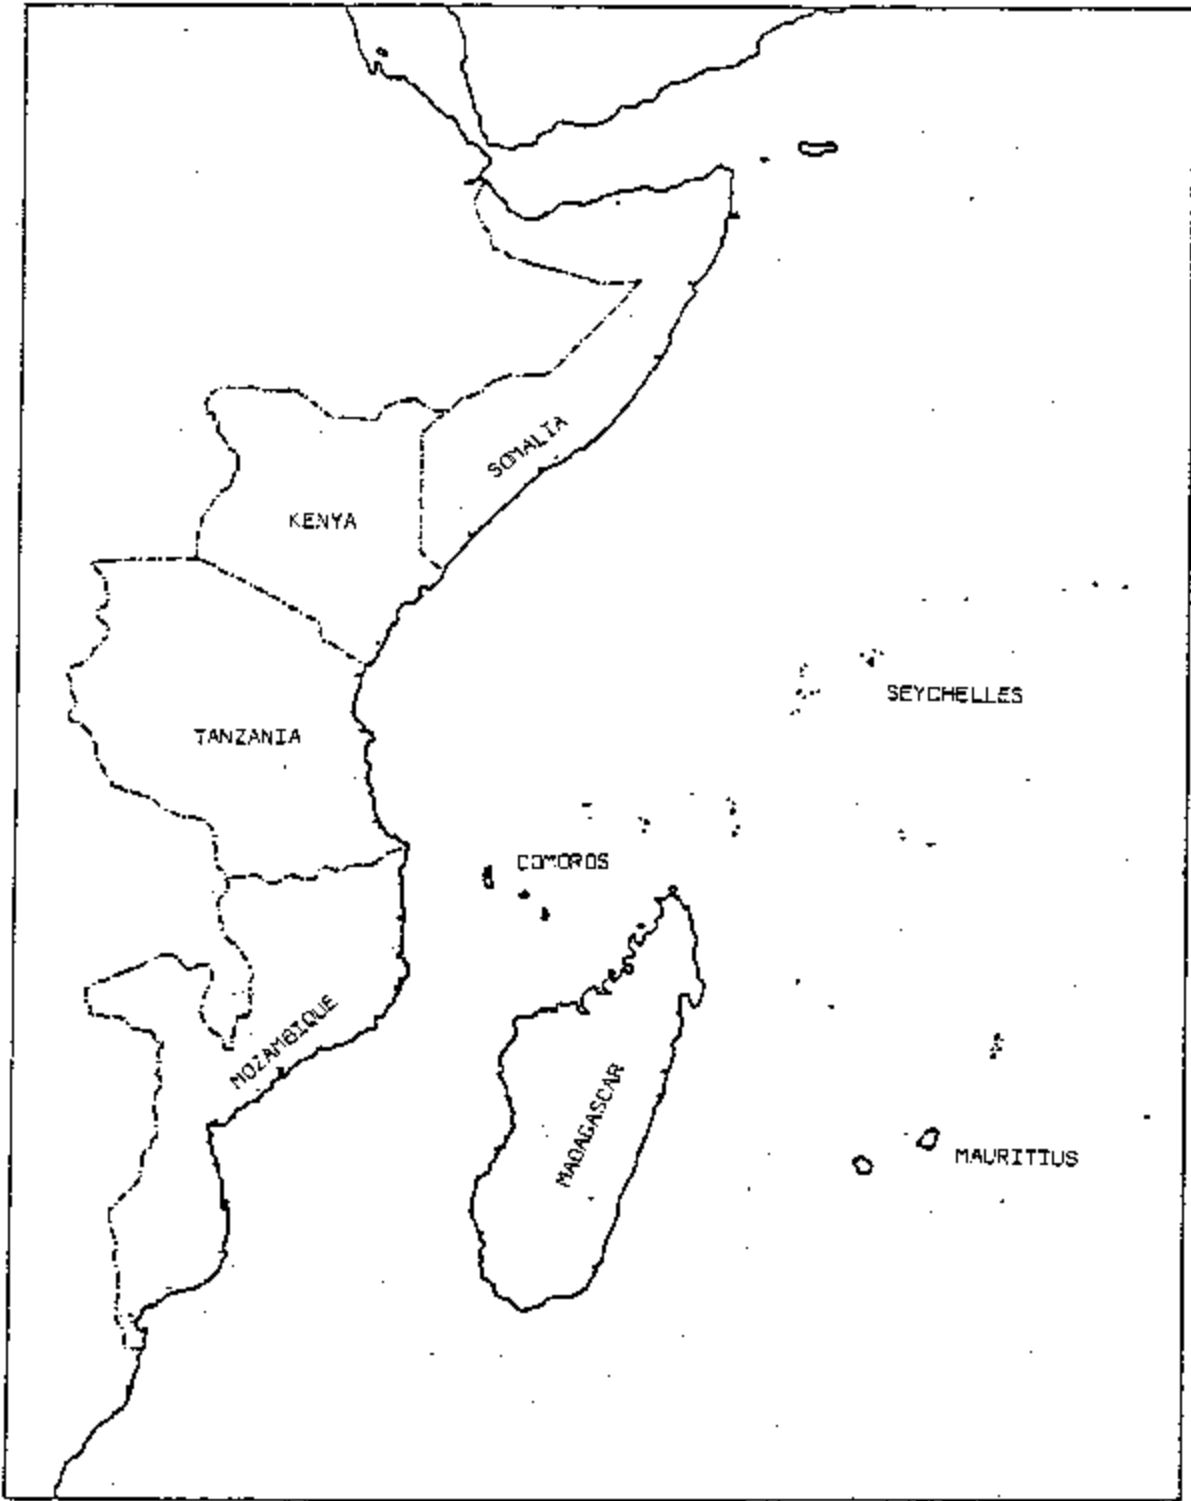 SOMALIA
KENYA
SEYCHELLES
TANZANIA
COMOROS
MOZAMBIQUE
MADAGASCAR
MAURITIUS